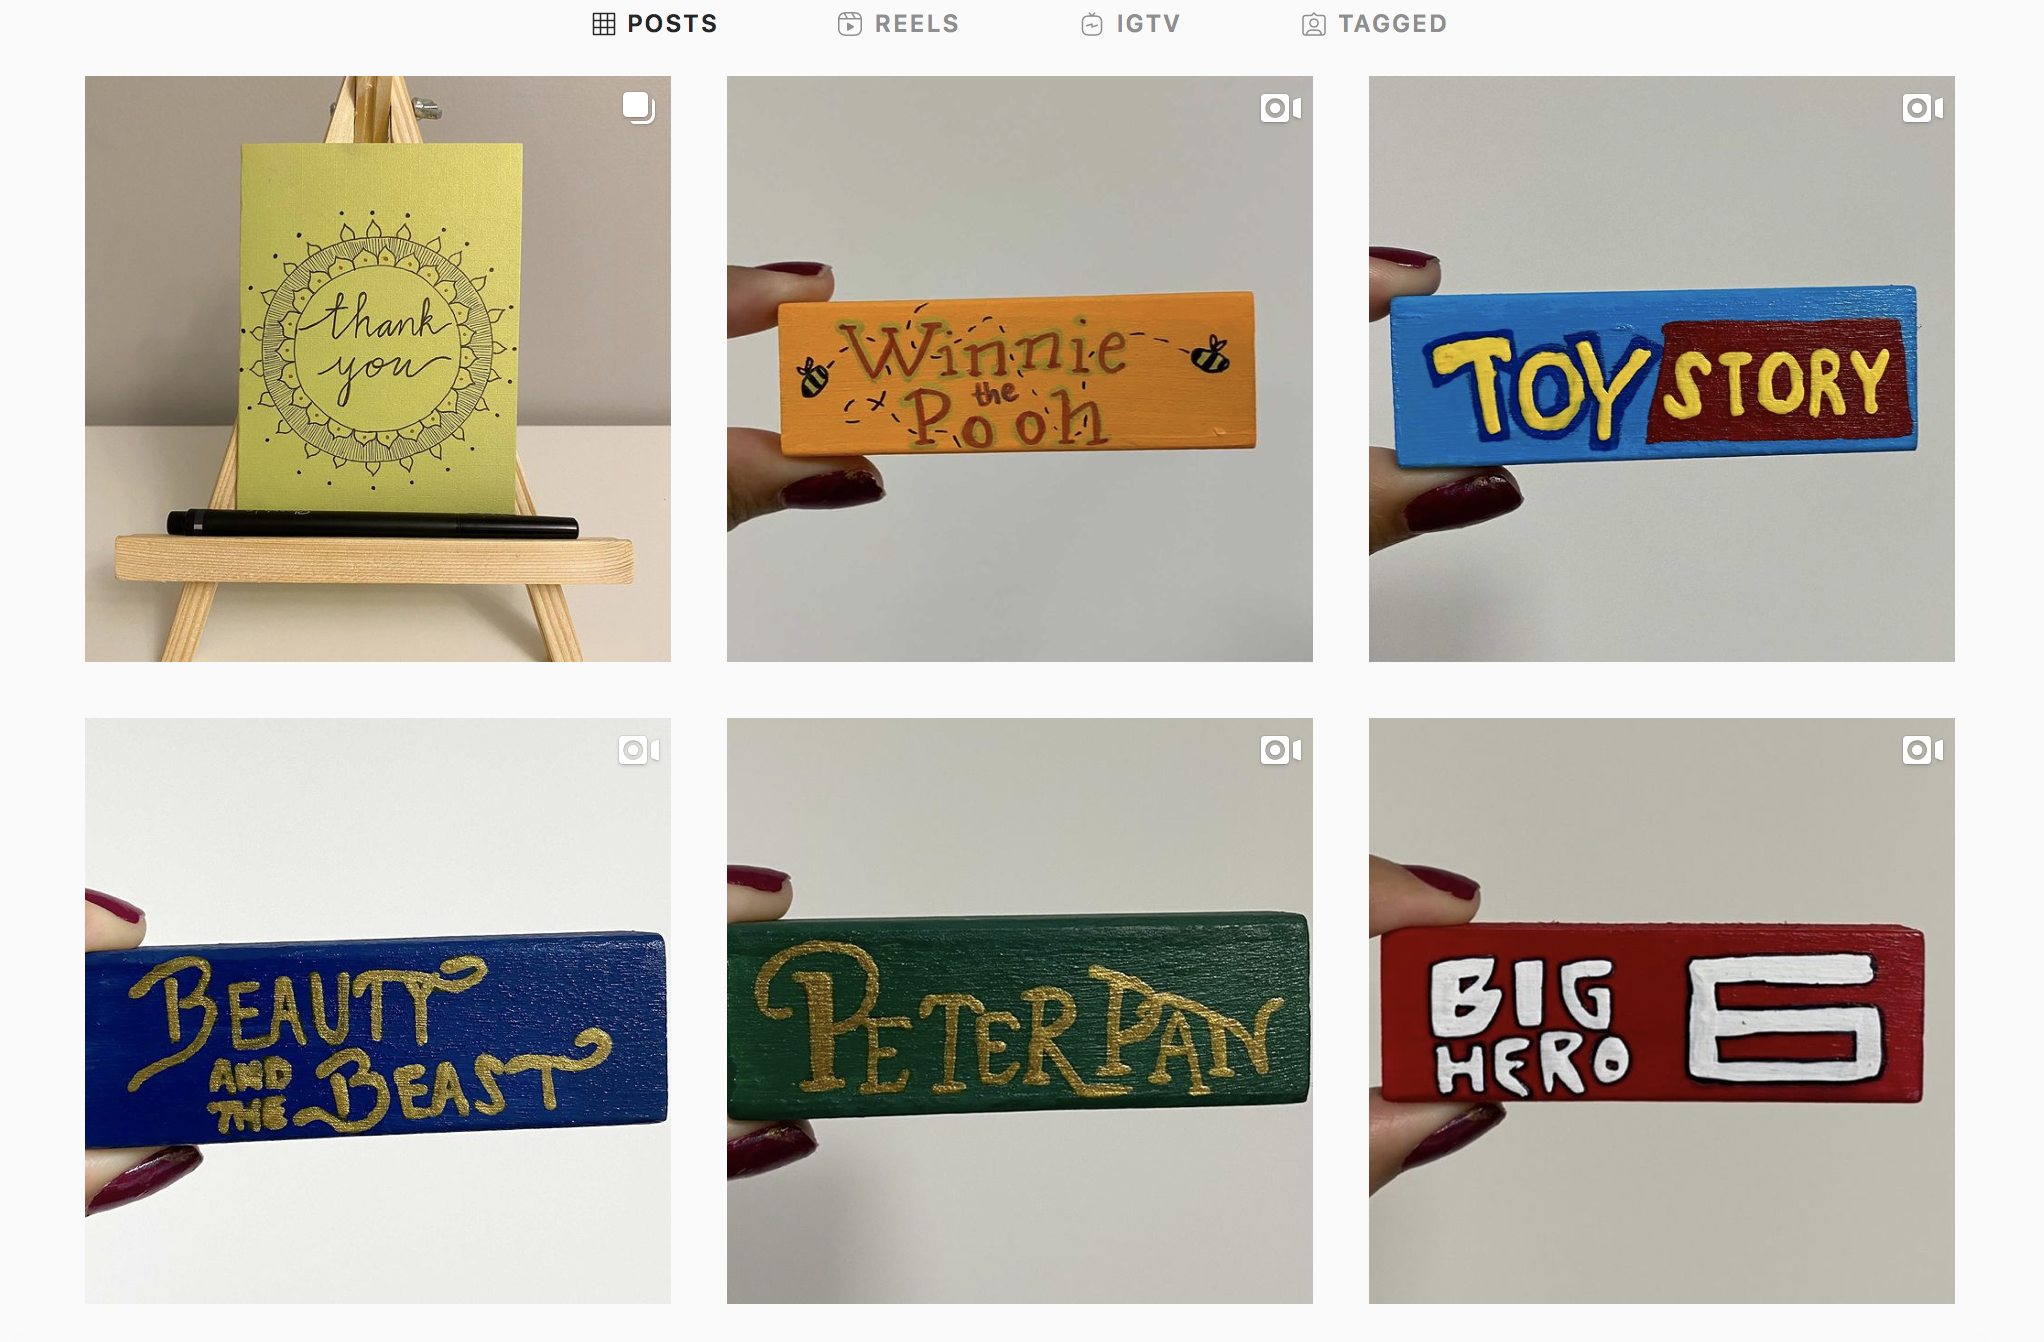 POSTS
REELS
IGTV
TAGGED
thank
you
Winnie
the
Pooh
TOY STORY
BEAUTY
AND
THE BEAST
PETER PAN
BIG
HERO 6